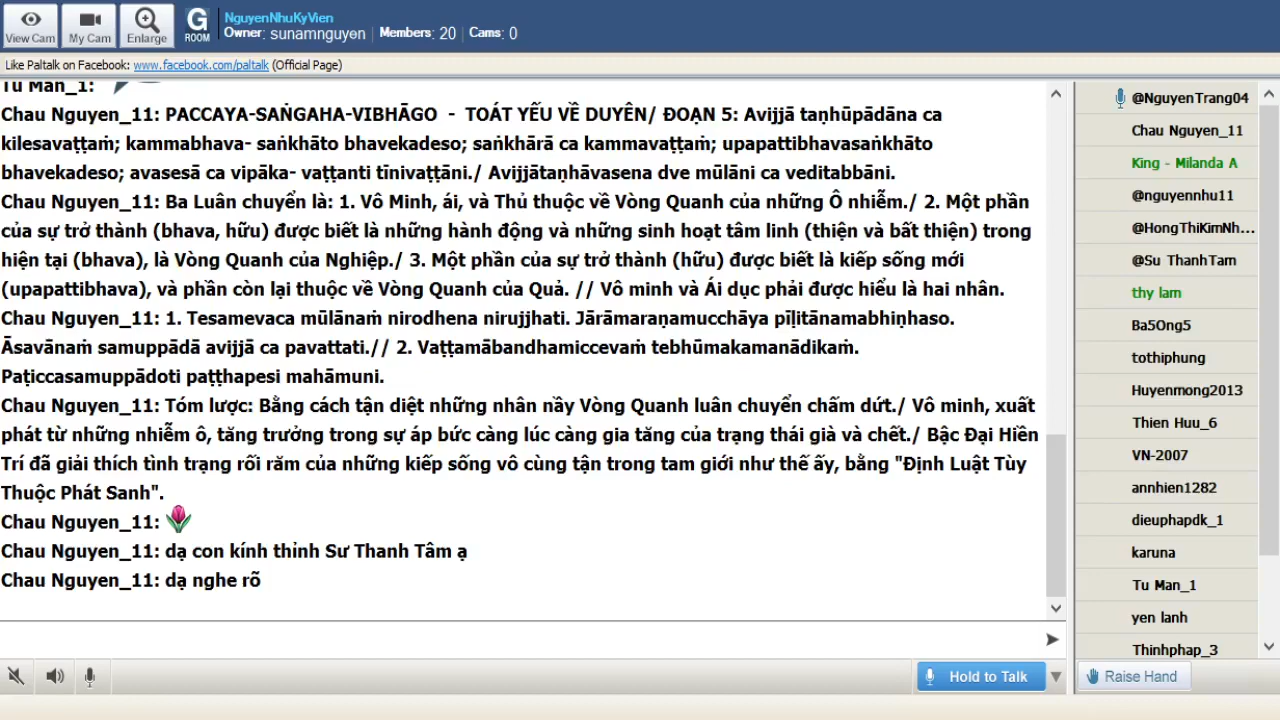 View Cam
My Cam
Enlarge
G
ROOM
NguyenNhuKyVien
Owner: sunamnguyen | Members: 20 | Cams: 0
Like Paltalk on Facebook: www.facebook.com/paltalk (Official Page)
Tu Man_1:
Chau Nguyen_11: PACCAYA-SAṄGAHA-VIBHĀGO - TOÁT YẾU VỀ DUYÊN/ ĐOẠN 5: Avijjā taṇhūpādāna ca
kilesavaṭṭaṁ; kammabhava- saṅkhāto bhavekadeso; saṅkhārā ca kammavaṭṭaṁ; upapattibhavasaṅkhāto
bhavekadeso; avasesā ca vipāka- vaṭṭanti tīnivaṭṭāni./ Avijjātaṇhāvasena dve mūlāni ca veditabbāni.
Chau Nguyen_11: Ba Luân chuyển là: 1. Vô Minh, ái, và Thủ thuộc về Vòng Quanh của những Ô nhiễm./ 2. Một phần
của sự trở thành (bhava, hữu) được biết là những hành động và những sinh hoạt tâm linh (thiện và bất thiện) trong
hiện tại (bhava), là Vòng Quanh của Nghiệp./ 3. Một phần của sự trở thành (hữu) được biết là kiếp sống mới
(upapattibhava), và phần còn lại thuộc về Vòng Quanh của Quả. // Vô minh và Ái dục phải được hiểu là hai nhân.
Chau Nguyen_11: 1. Tesamevaca mūlānaṁ nirodhena nirujjhati. Jārāmaraṇamucchāya pīḷitānamabhiṇhaso.
Āsavānaṁ samuppādā avijjā ca pavattati.// 2. Vaṭṭamābandhamiccevaṁ tebhūmakamanādikaṁ.
Paṭiccasamuppādoti paṭṭhapesi mahāmuni.
Chau Nguyen_11: Tóm lược: Bằng cách tận diệt những nhân nầy Vòng Quanh luân chuyển chấm dứt./ Vô minh, xuất
phát từ những nhiễm ô, tăng trưởng trong sự áp bức càng lúc càng gia tăng của trạng thái già và chết./ Bậc Đại Hiền
Trí đã giải thích tình trạng rối răm của những kiếp sống vô cùng tận trong tam giới như thế ấy, bằng "Định Luật Tùy
Thuộc Phát Sanh".
Chau Nguyen_11:
Chau Nguyen_11: dạ con kính thỉnh Sư Thanh Tâm ạ
Chau Nguyen_11: dạ nghe rõ
@NguyenTrang04
Chau Nguyen_11
King - Milanda A
@nguyennhu11
@HongThiKimNh...
@Su ThanhTam
thy lam
Ba5Ong5
tothiphung
Huyenmong2013
Thien Huu_6
VN-2007
annhien1282
dieuphapdk_1
karuna
Tu Man_1
yen lanh
Thinhphap_3
Hold to Talk
Raise Hand